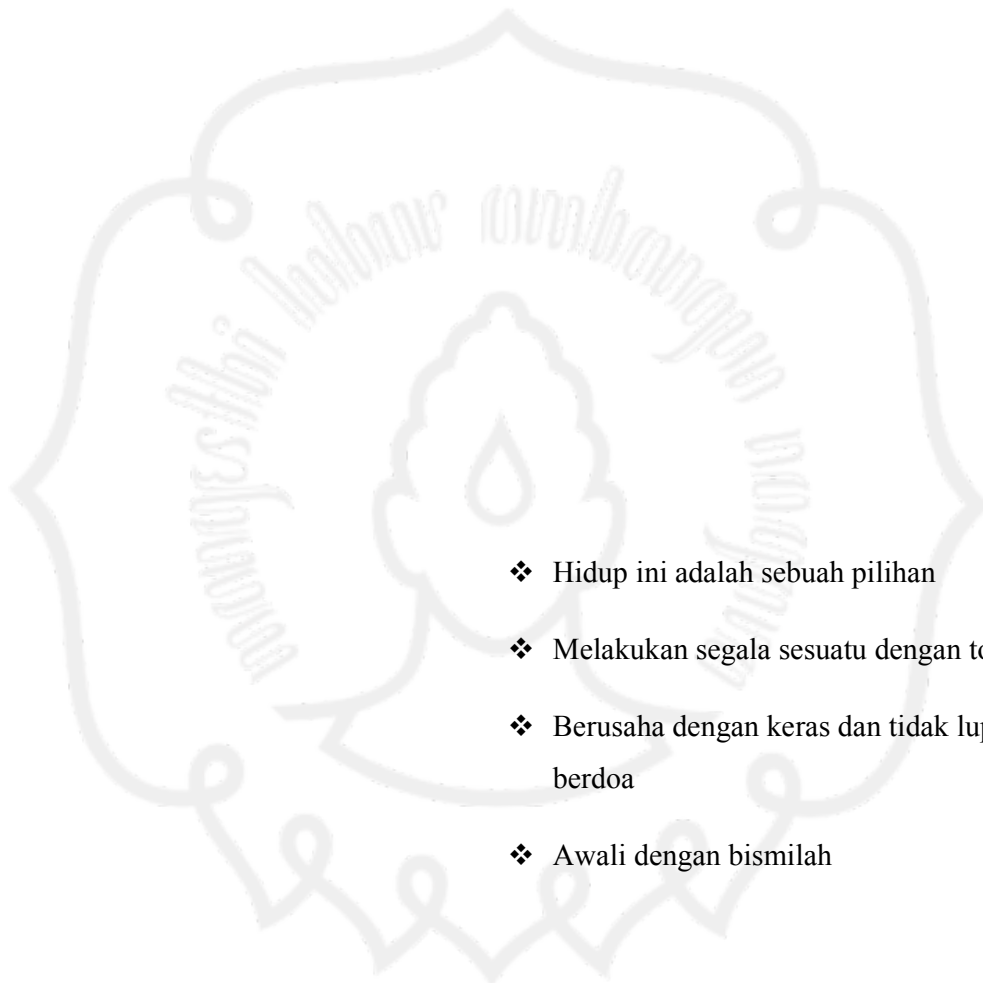 ❖ Hidup ini adalah sebuah pilihan
❖ Melakukan segala sesuatu dengan
❖ Berusaha dengan keras dan tidak
berdoa
❖ Awali dengan bismilah